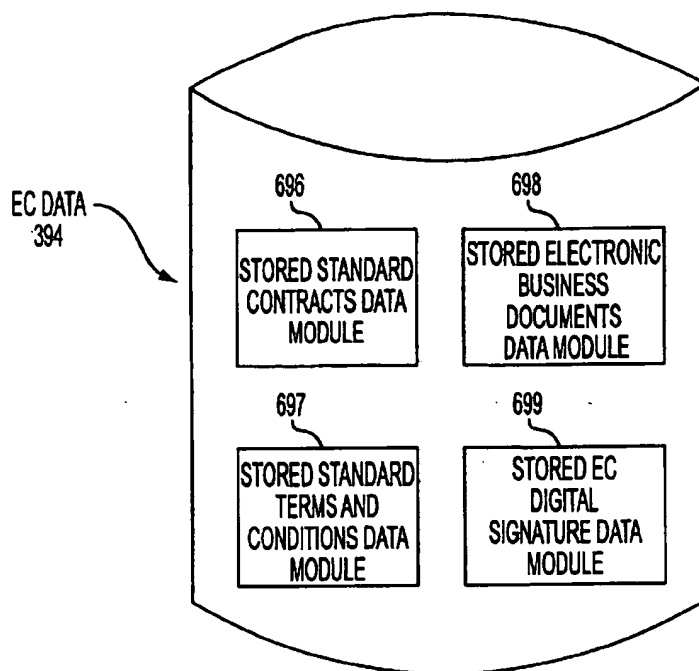 EC DATA
394
696
STORED STANDARD
CONTRACTS DATA
MODULE
698
STORED ELECTRONIC
BUSINESS
DOCUMENTS
DATA MODULE
697
STORED STANDARD
TERMS AND
CONDITIONS DATA
MODULE
699
STORED EC
DIGITAL
SIGNATURE DATA
MODULE